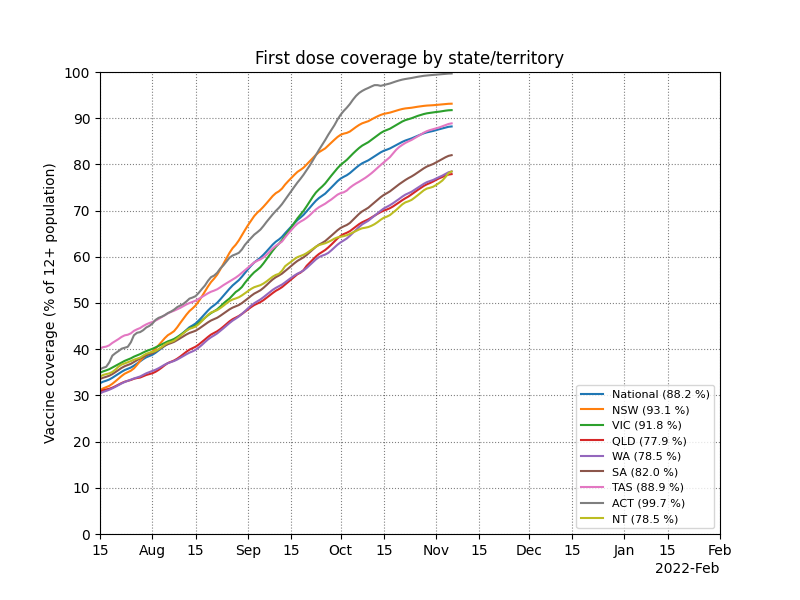 First dose coverage by state/territory
Vaccine coverage (% of 12+ population)
100
90
80
70
60
50
40
30
20
10
0
National (88.2 %)
NSW (93.1 %)
VIC (91.8 %)
QLD (77.9 %)
WA (78.5 %)
SA (82.0 %)
TAS (88.9 %)
ACT (99.7 %)
NT (78.5 %)
15 Aug 15 Sep 15 Oct 15 Nov 15 Dec 15 Jan 15 Feb
2022-Feb